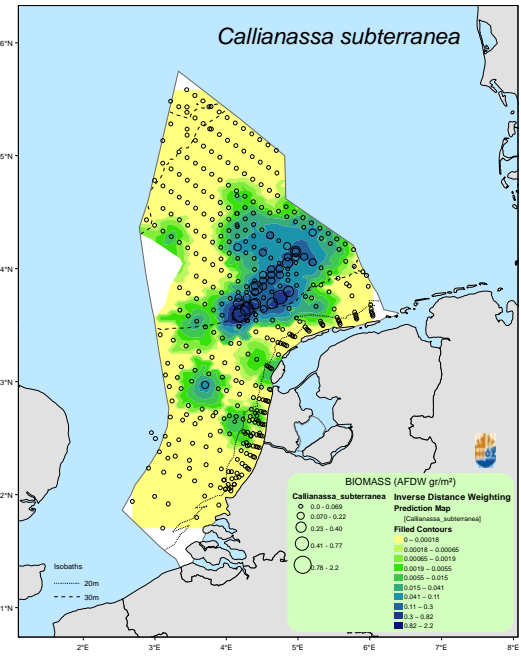 Callianassa subterranea
6°N
5°N
4°N
3°N
2°N
1°N
2°E
3°E
4°E
5°E
6°E
7°E
8°E
Isobaths
20m
30m
BIOMASS (AFDW gr/m²)
Callianassa_subterranea
0.0 - 0.069
0.070 - 0.22
0.23 - 0.40
0.41 - 0.77
0.78 - 2.2
Inverse Distance Weighting
Prediction Map
[Callianassa_subterranea]
Filled Contours
0 – 0.00018
0.00018 – 0.00065
0.00065 – 0.0019
0.0019 – 0.0055
0.0055 – 0.015
0.015 – 0.041
0.041 – 0.11
0.11 – 0.3
0.3 – 0.82
0.82 – 2.2